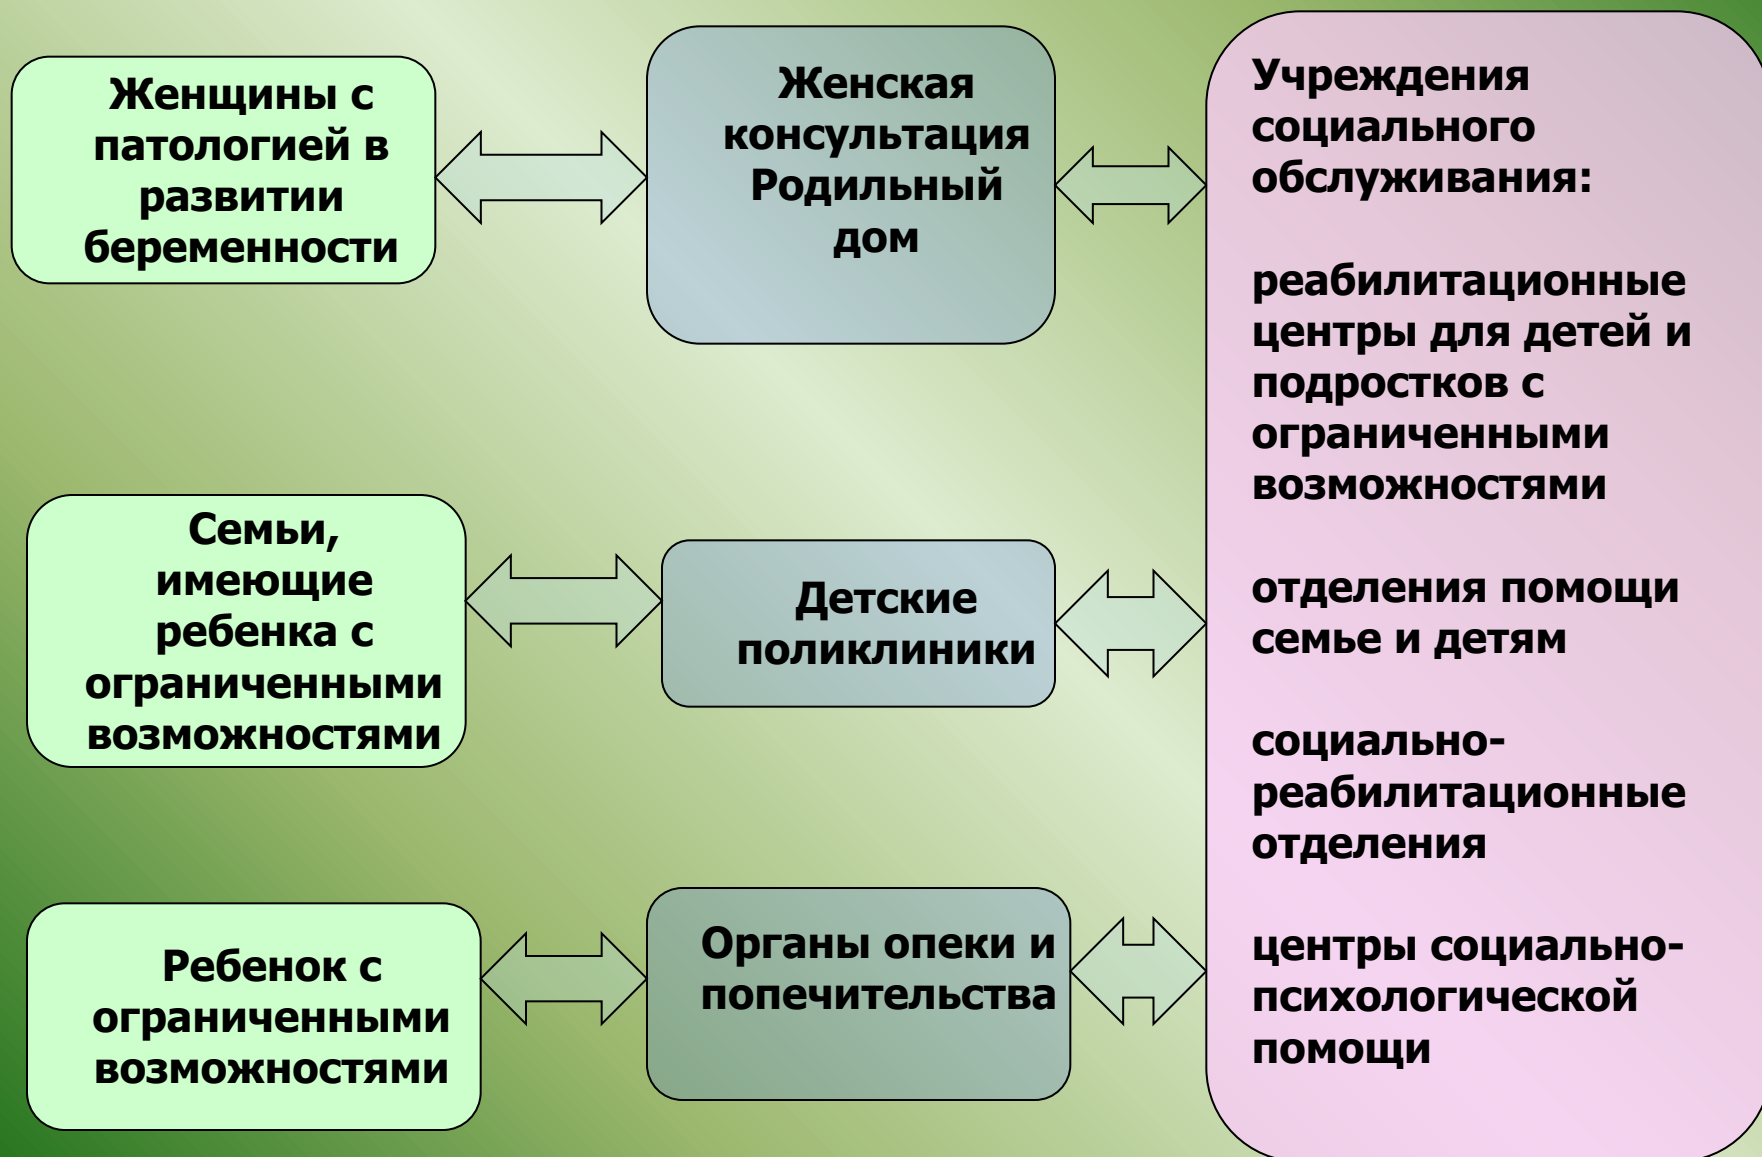 Женщины с
патологией в
развитии
беременности
Женская
консультация
Родильный
дом
Семьи,
имеющие
ребенка с
ограниченными
возможностями
Детские
поликлиники
Ребенок с
ограниченными
возможностями
Органы опеки и
попечительства
Учреждения
социального
обслуживания:
реабилитационные
центры для детей и
подростков с
ограниченными
возможностями
отделения помощи
семье и детям
социально-
реабилитационные
отделения
центры социально-
психологической
помощи